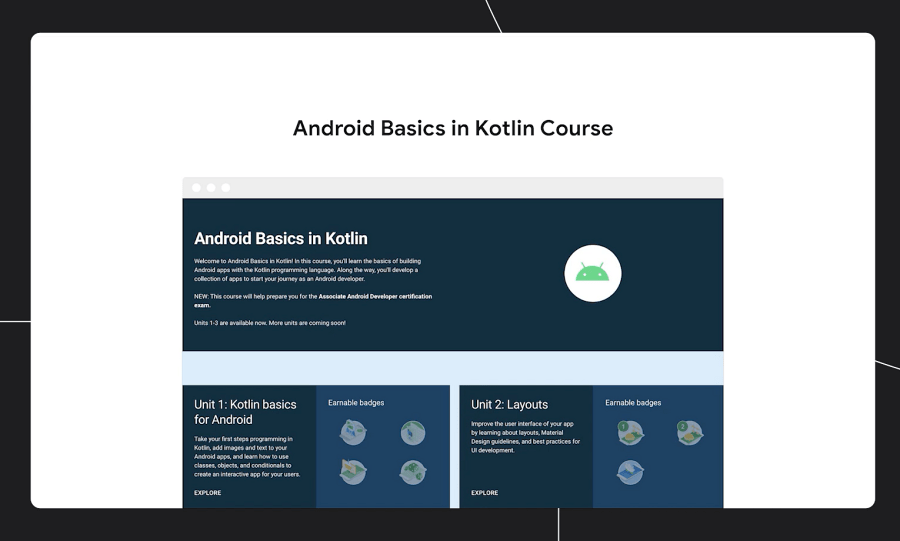 Android Basics in Kotlin Course
Android Basics in Kotlin
Welcome to Android Basics in Kotlin! In this course, you'll learn the basics of building
Android apps with the Kotlin programming language. Along the way, you'll develop a
collection of apps to start your journey as an Android developer.
NEW: This course will help prepare you for the Associate Android Developer certification
exam.
Units 1-3 are available now. More units are coming soon!
Unit 1: Kotlin basics
for Android
Take your first steps programming in
Kotlin, add images and text to your
Android apps, and learn how to use
classes, objects, and conditionals to
create an interactive app for your users.
EXPLORE
Earnable badges
Unit 2: Layouts
Improve the user interface of your app
by learning about layouts, Material
Design guidelines, and best practices for
UI development.
EXPLORE
Earnable badges
1
2